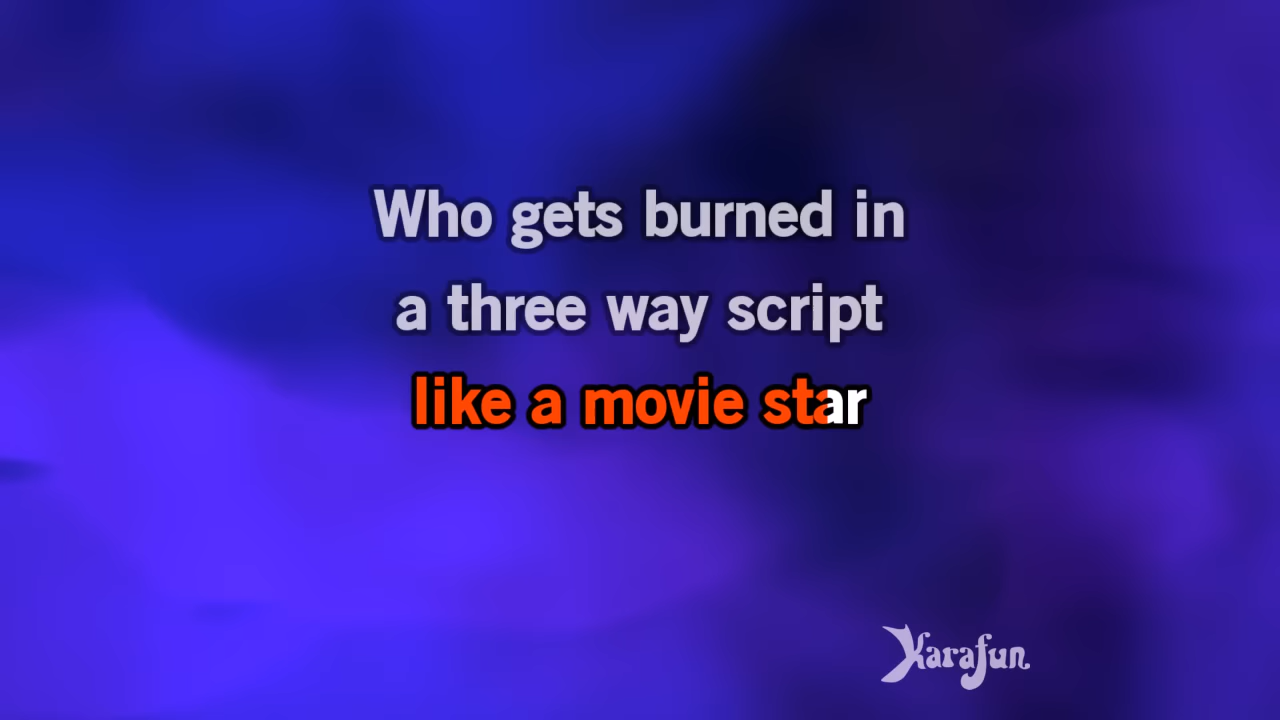 Who gets burned in
a three way script
like a movie star
Karafun